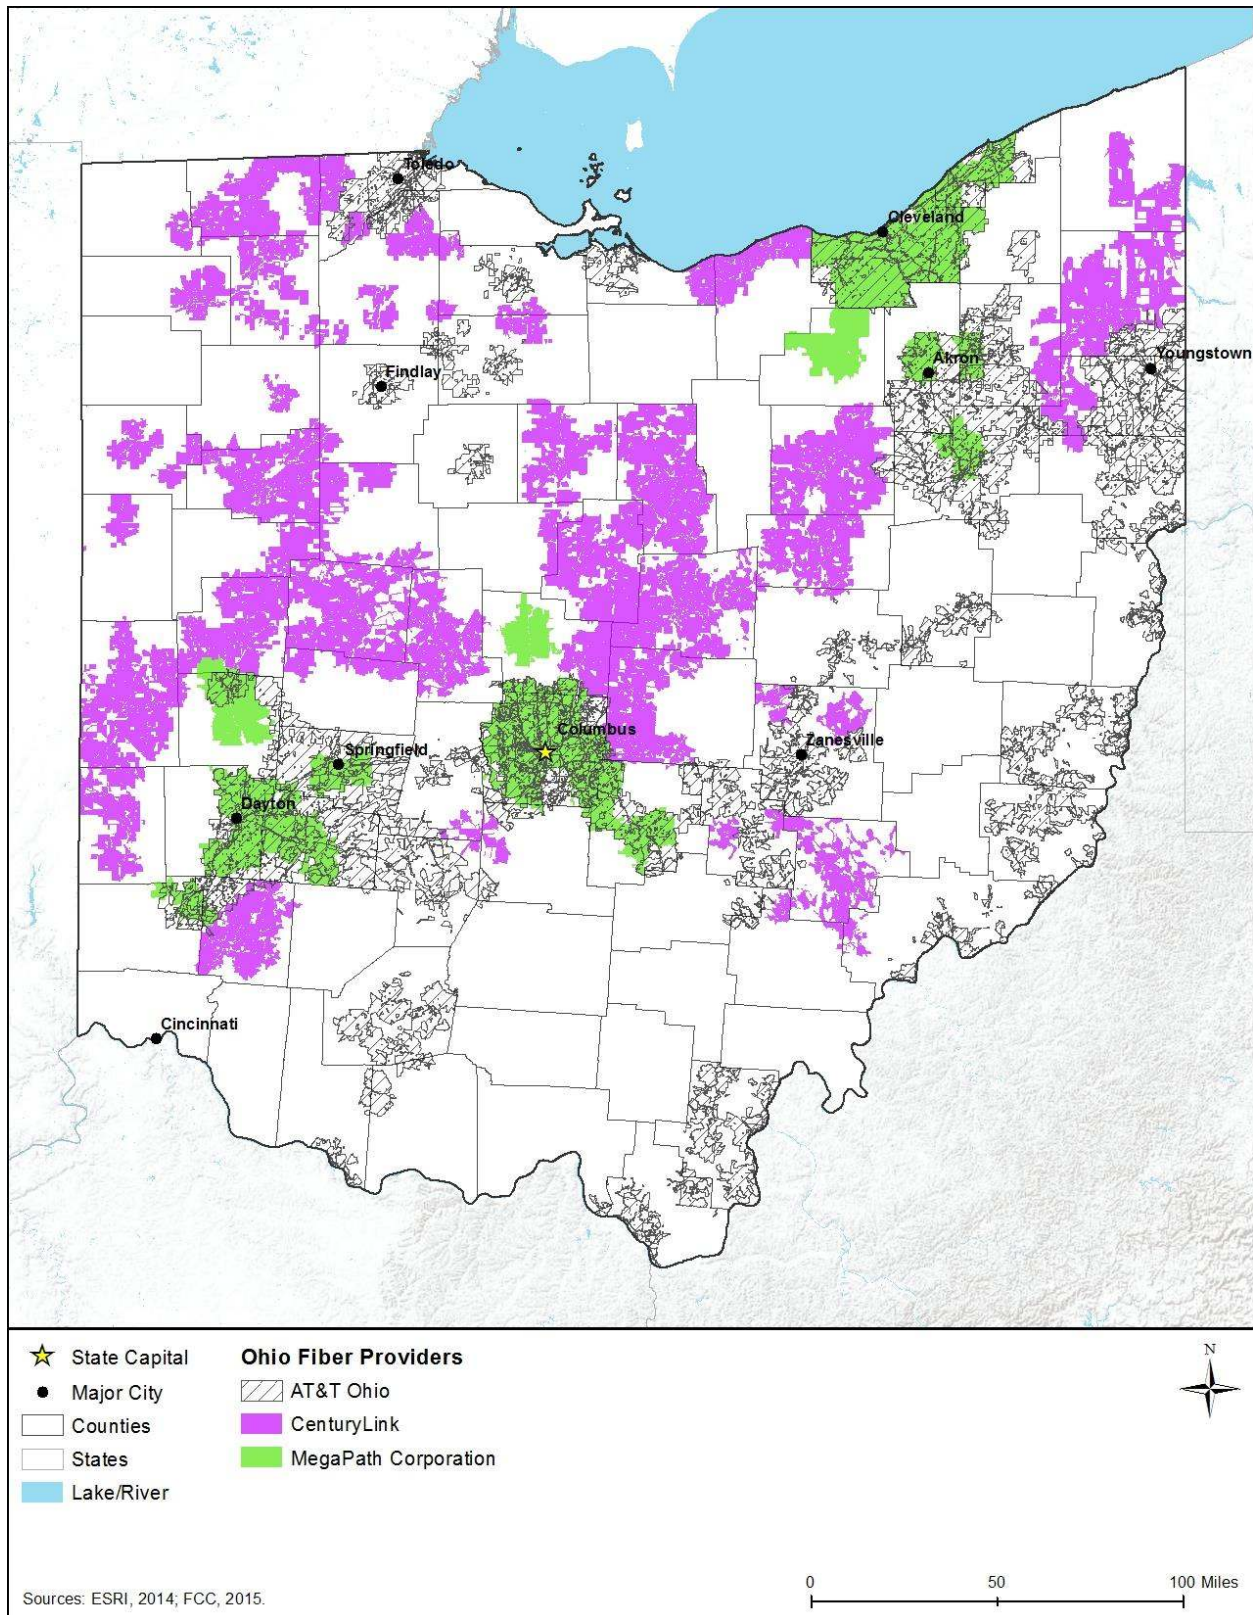 Toledo
Cleveland
Akron
Youngstown
Findlay
Columbus
Zanesville
Springfield
Dayton
Cincinnati
State Capital
Major City
Counties
States
Lake/River
Ohio Fiber Providers
AT&T Ohio
CenturyLink
MegaPath Corporation
N
Sources: ESRI, 2014; FCC, 2015.
0 50 100 Miles